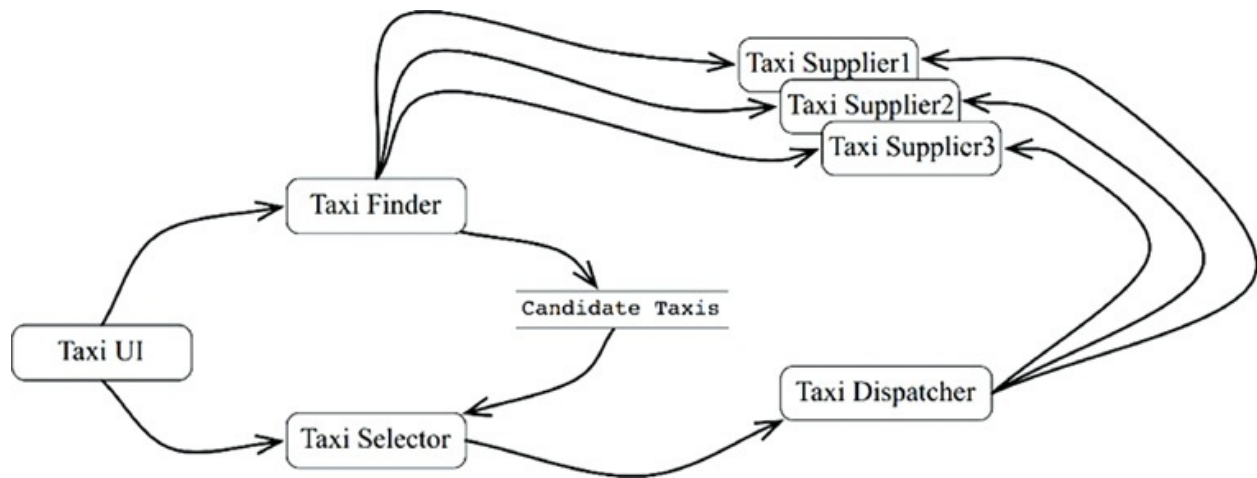 Taxi Supplier1
Taxi Supplier2
Taxi Supplier3
Taxi Finder
Candidate Taxis
Taxi UI
Taxi Dispatcher
Taxi Selector